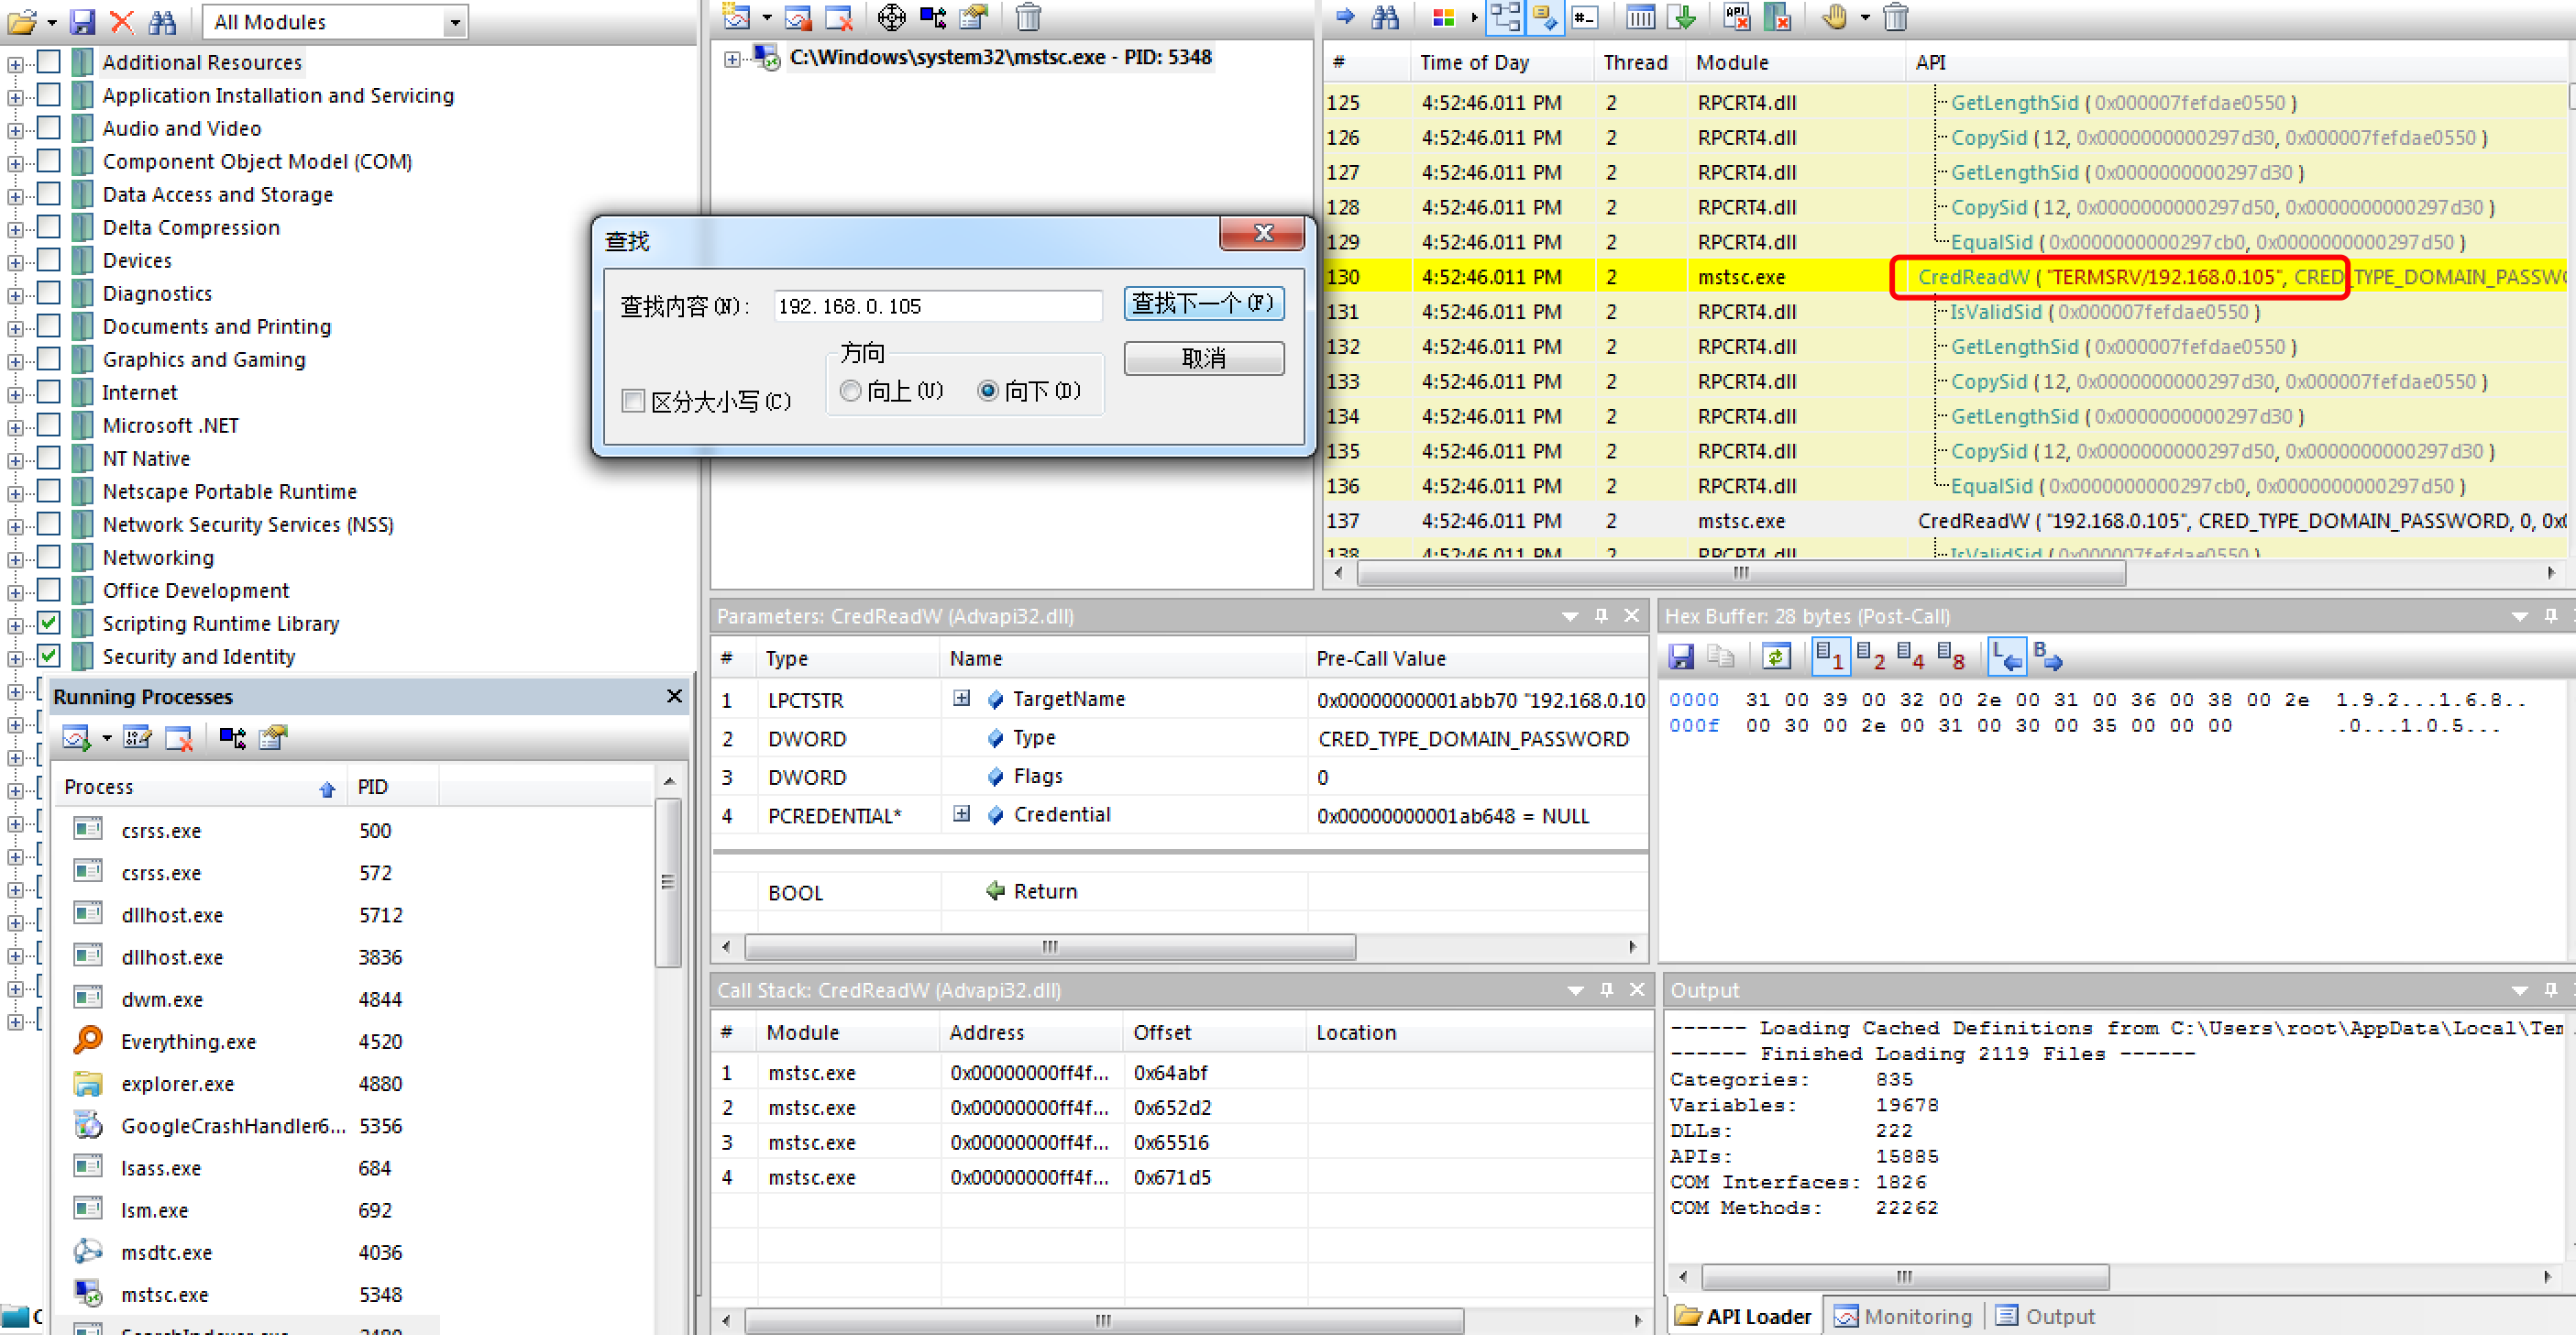 All Modules
Additional Resources
Application Installation and Servicing
Audio and Video
Component Object Model (COM)
Data Access and Storage
Delta Compression
Devices
Diagnostics
Documents and Printing
Graphics and Gaming
Internet
Microsoft .NET
NT Native
Netscape Portable Runtime
Network Security Services (NSS)
Networking
Office Development
Scripting Runtime Library
Security and Identity
Running Processes
Process PID
csrss.exe 500
csrss.exe 572
dllhost.exe 5712
dllhost.exe 3836
dwm.exe 4844
Everything.exe 4520
explorer.exe 4880
GoogleCrashHandler6... 5356
lsass.exe 684
lsm.exe 692
msdtc.exe 4036
mstsc.exe 5348
C:\Windows\system32\mstsc.exe - PID: 5348
查找
查找内容(N): 192.168.0.105 查找下一个(F)
方向 取消
区分大小写(C) 向上(U) 向下(D)
# Time of Day Thread Module API
125 4:52:46.011 PM 2 RPCRT4.dll GetLengthSid ( 0x000007fefdae0550 )
126 4:52:46.011 PM 2 RPCRT4.dll CopySid ( 12, 0x0000000000297d30, 0x000007fefdae0550 )
127 4:52:46.011 PM 2 RPCRT4.dll GetLengthSid ( 0x0000000000297d30 )
128 4:52:46.011 PM 2 RPCRT4.dll CopySid ( 12, 0x0000000000297d50, 0x0000000000297d30 )
129 4:52:46.011 PM 2 RPCRT4.dll EqualSid ( 0x0000000000297cb0, 0x0000000000297d50 )
130 4:52:46.011 PM 2 mstsc.exe CredReadW ( "TERMSRV/192.168.0.105", CRED_TYPE_DOMAIN_PASSWO
131 4:52:46.011 PM 2 RPCRT4.dll IsValidSid ( 0x000007fefdae0550 )
132 4:52:46.011 PM 2 RPCRT4.dll GetLengthSid ( 0x000007fefdae0550 )
133 4:52:46.011 PM 2 RPCRT4.dll CopySid ( 12, 0x0000000000297d30, 0x000007fefdae0550 )
134 4:52:46.011 PM 2 RPCRT4.dll GetLengthSid ( 0x0000000000297d30 )
135 4:52:46.011 PM 2 RPCRT4.dll CopySid ( 12, 0x0000000000297d50, 0x0000000000297d30 )
136 4:52:46.011 PM 2 RPCRT4.dll EqualSid ( 0x0000000000297cb0, 0x0000000000297d50 )
137 4:52:46.011 PM 2 mstsc.exe CredReadW ( "192.168.0.105", CRED_TYPE_DOMAIN_PASSWORD, 0, 0x0
138 4:52:46.011 PM 2 RPCRT4.dll IsValidSid ( 0x000007fefdae0550 )
Parameters: CredReadW (Advapi32.dll)
# Type Name Pre-Call Value
1 LPCTSTR TargetName 0x00000000001abb70 "192.168.0.10
2 DWORD Type CRED_TYPE_DOMAIN_PASSWORD
3 DWORD Flags 0
4 PCREDENTIAL* Credential 0x00000000001ab648 = NULL
BOOL Return
Hex Buffer: 28 bytes (Post-Call)
1 2 4 8 L B
0000 31 00 39 00 32 00 2e 00 31 00 36 00 38 00 2e 1.9.2...1.6.8..
000f 00 30 00 2e 00 31 00 30 00 35 00 00 00 .0...1.0.5...
Call Stack: CredReadW (Advapi32.dll)
# Module Address Offset Location
1 mstsc.exe 0x00000000ff4f... 0x64abf
2 mstsc.exe 0x00000000ff4f... 0x652d2
3 mstsc.exe 0x00000000ff4f... 0x65516
4 mstsc.exe 0x00000000ff4f... 0x671d5
Output
------ Loading Cached Definitions from C:\Users\root\AppData\Local\Tem
------ Finished Loading 2119 Files ------
Categories: 835
Variables: 19678
DLLs: 222
APIs: 15885
COM Interfaces: 1826
COM Methods: 22262
API Loader Monitoring Output